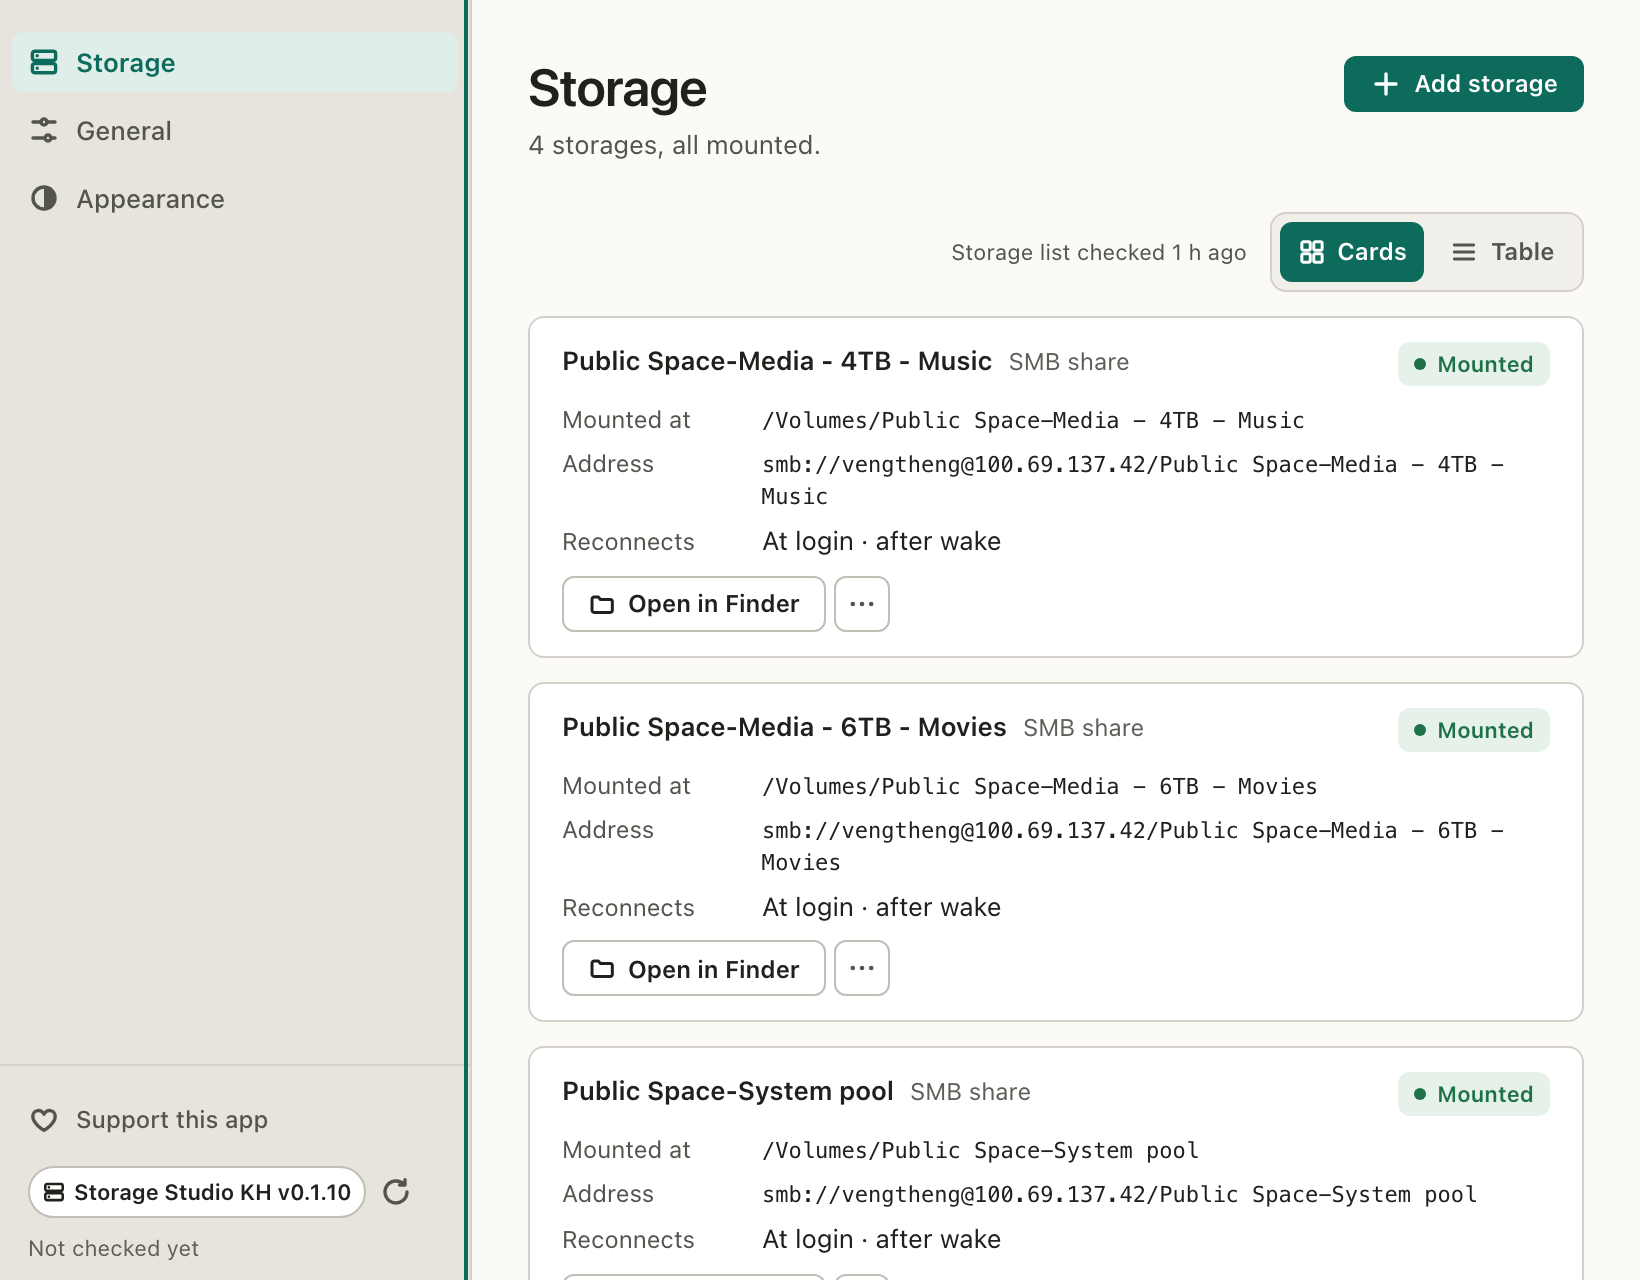 Storage
General
Appearance
Support this app
Storage Studio KH v0.1.10
Not checked yet
Storage
4 storages, all mounted.
Add storage
Storage list checked 1 h ago
Cards
Table
Public Space-Media - 4TB - Music SMB share
Mounted
Mounted at /Volumes/Public Space-Media - 4TB - Music
Address smb://vengtheng@100.69.137.42/Public Space-Media - 4TB -
Music
Reconnects At login · after wake
Open in Finder
Public Space-Media - 6TB - Movies SMB share
Mounted
Mounted at /Volumes/Public Space-Media - 6TB - Movies
Address smb://vengtheng@100.69.137.42/Public Space-Media - 6TB -
Movies
Reconnects At login · after wake
Open in Finder
Public Space-System pool SMB share
Mounted
Mounted at /Volumes/Public Space-System pool
Address smb://vengtheng@100.69.137.42/Public Space-System pool
Reconnects At login · after wake